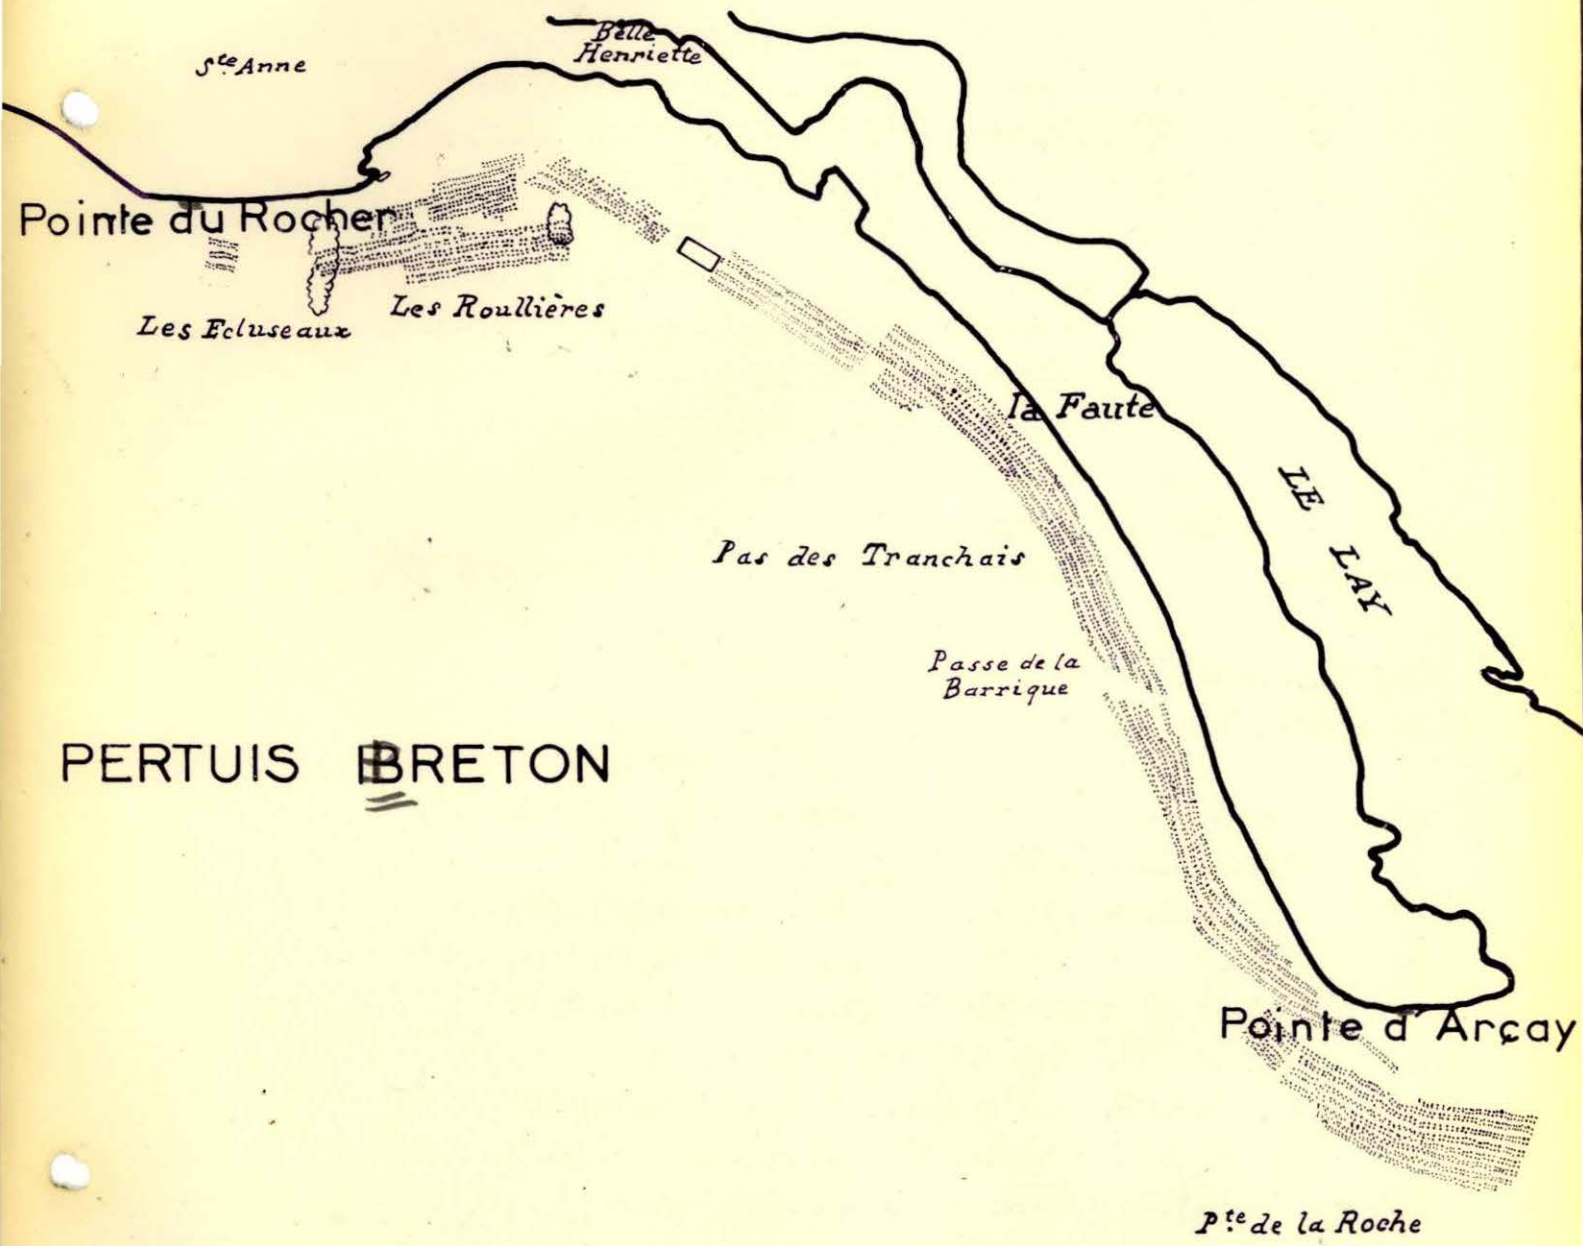 Belle
Henriette
Ste Anne
Pointe du Rocher
Les Roullières
Les Ecluseaux
la Faute
LE LAY
Pas des Tranchais
Passe de la
Barrique
PERTUIS BRETON
Pointe d'Arçay
Pte de la Roche